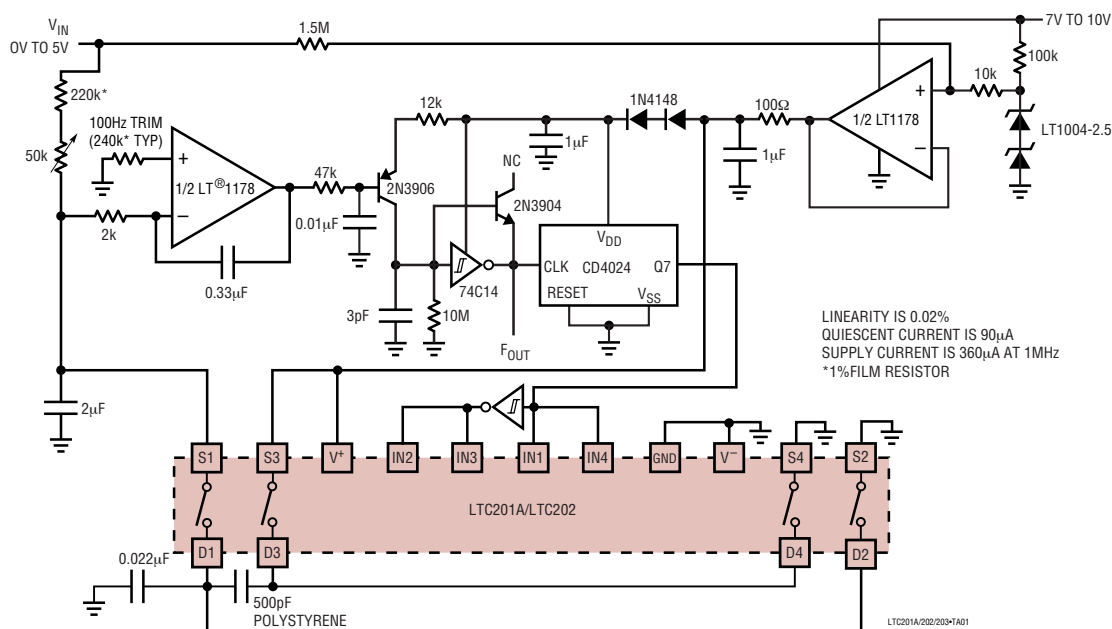 V_IN
0V TO 5V
1.5M
7V TO 10V
100k
10k
LT1004-2.5
220k*
50k
100Hz TRIM
(240k* TYP)
+
1/2 LT®1178
–
2k
0.33µF
47k
0.01µF
12k
2N3906
1µF
NC
2N3904
1N4148
100Ω
1µF
+
1/2 LT1178
–
V_DD
CLK
CD4024
Q7
RESET
V_SS
74C14
3pF
10M
F_OUT
LINEARITY IS 0.02%
QUIESCENT CURRENT IS 90µA
SUPPLY CURRENT IS 360µA AT 1MHz
*1%FILM RESISTOR
2µF
S1
S3
V+
IN2
IN3
IN1
IN4
GND
V–
S4
S2
LTC201A/LTC202
D1
D3
D4
D2
0.022µF
500pF
POLYSTYRENE
LTC201A/202/203•TA01